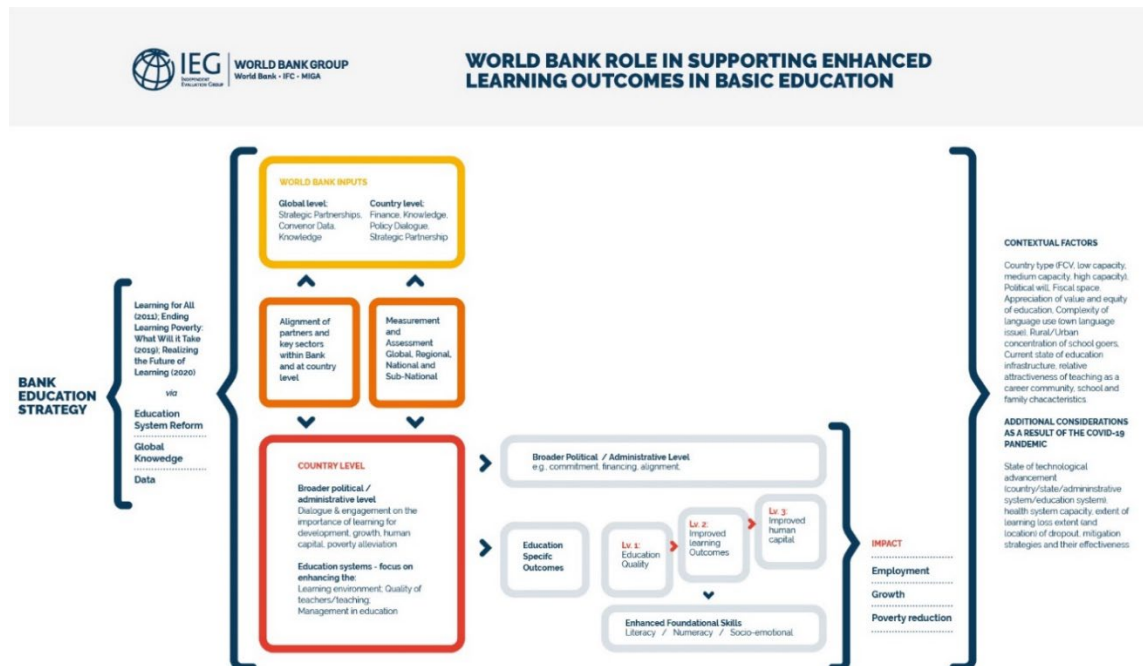 IEG
INDEPENDENT
EVALUATION GROUP
WORLD BANK GROUP
World Bank • IFC • MIGA
WORLD BANK ROLE IN SUPPORTING ENHANCED
LEARNING OUTCOMES IN BASIC EDUCATION
BANK
EDUCATION
STRATEGY
Learning for All
(2011); Ending
Learning Poverty:
What Will it Take
(2019); Realizing
the Future of
Learning (2020)
via
Education
System Reform
Global
Knowedge
Data
WORLD BANK INPUTS
Global level:
Strategic Partnerships,
Convenor Data,
Knowledge
Country level:
Finance, Knowledge,
Policy Dialogue,
Strategic Partnership
Alignment of
partners and
key sectors
within Bank
and at country
level
Measurement
and
Assessment
Global, Regional,
National and
Sub-National
COUNTRY LEVEL
Broader political /
administrative level
Dialogue & engagement on the
importance of learning for
development, growth, human
capital, poverty alleviation
Education systems - focus on
enhancing the:
Learning environment; Quality of
teachers/teaching,
Management in education
Broader Political / Administrative Level
e.g., commitment, financing, alignment,
Education
Specifc
Outcomes
Lv. 1:
Education
Quality
Lv. 2:
Improved
learning
Outcomes
Lv. 3:
Improved
human
capital
Enhanced Foundational Skills
Literacy / Numeracy / Socio-emotional
IMPACT
Employment
Growth
Poverty reduction
CONTEXTUAL FACTORS
Country type (FCV, low capacity,
medium capacity, high capacity),
Political will, Fiscal space,
Appreciation of value and equity
of education, Complexity of
language use (own language
issue), Rural/Urban
concentration of school goers,
Current state of education
infrastructure, relative
attractiveness of teaching as a
career community, school and
family chacacteristics.
ADDITIONAL CONSIDERATIONS
AS A RESULT OF THE COVID-19
PANDEMIC
State of technological
advancement
(country/state/admininstrative
system/education system),
health system capacity, extent of
learning loss extent (and
location) of dropout, mitigation
strategies and their effectiveness